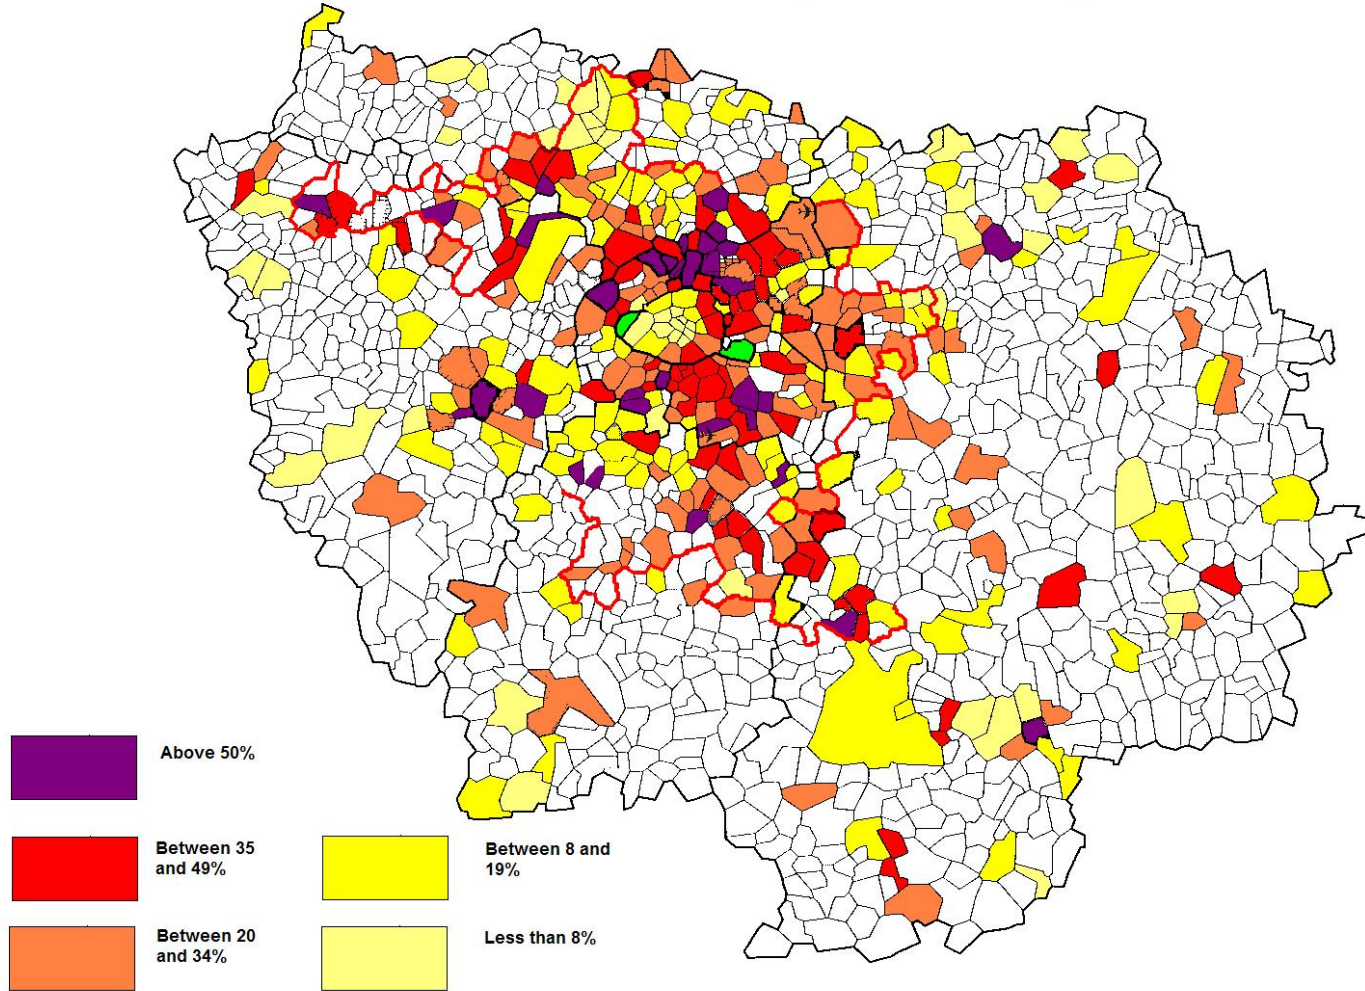 Above 50%
Between 35
and 49%
Between 8 and
19%
Between 20
and 34%
Less than 8%